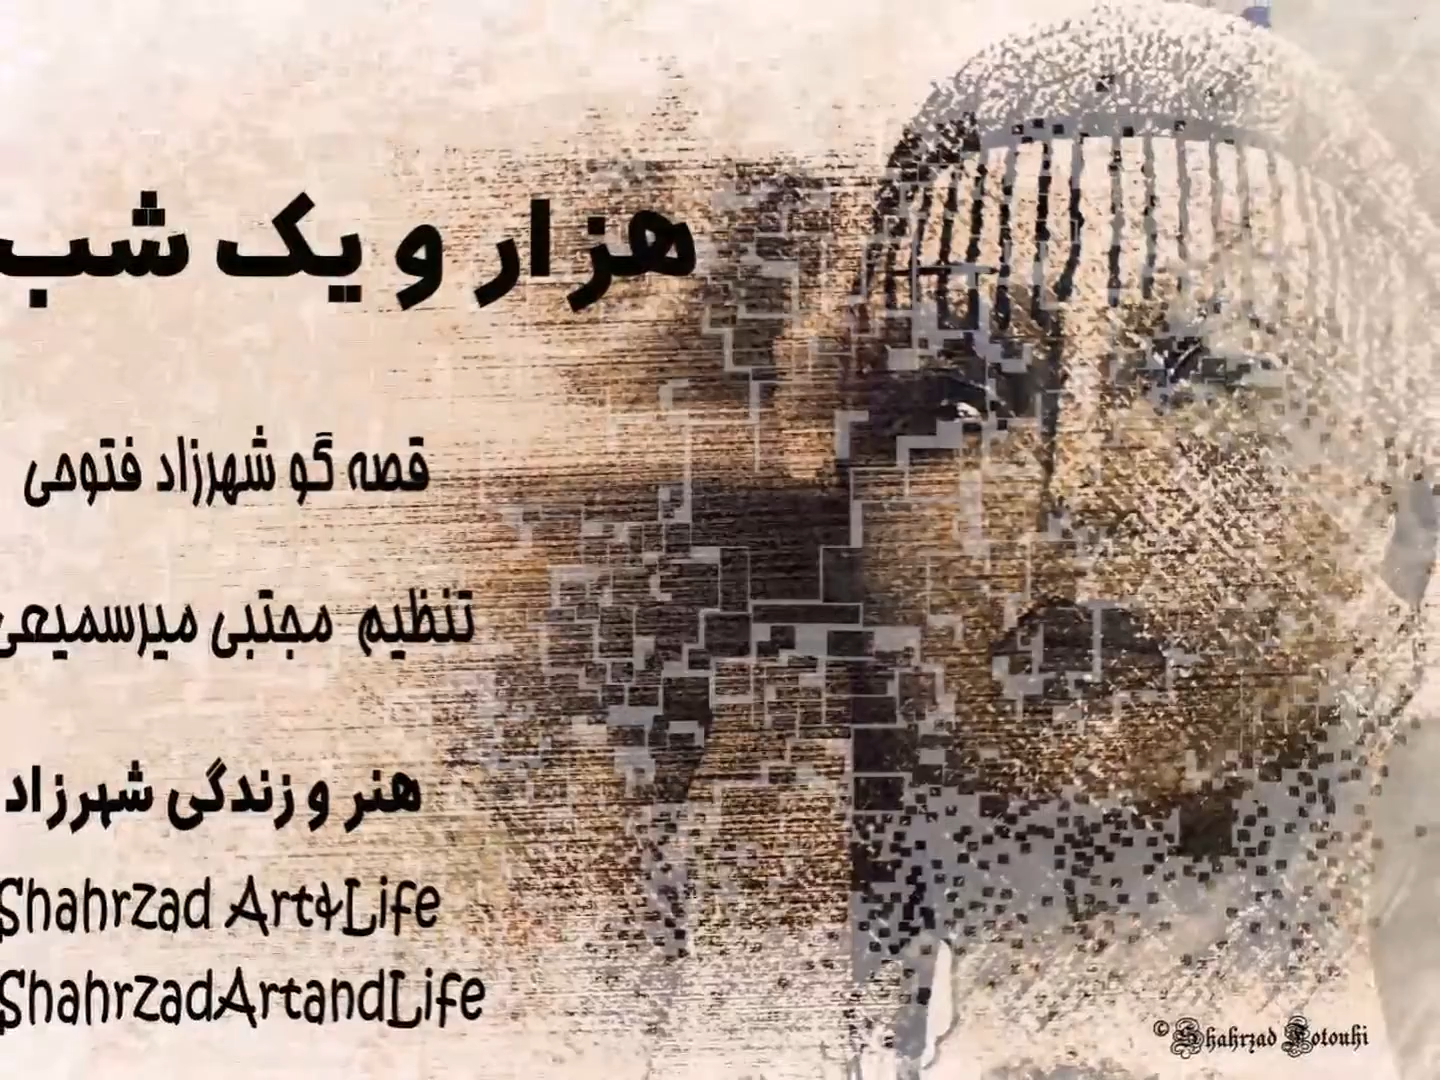 هزار و یک شب
قصه گو شهرزاد فتوحی
تنظیم مجتبی میرسمیعی
هنر و زندگی شهرزاد
Shahrzad Art&Life
ShahrzadArtandLife
© Shahrzad Fotouhi